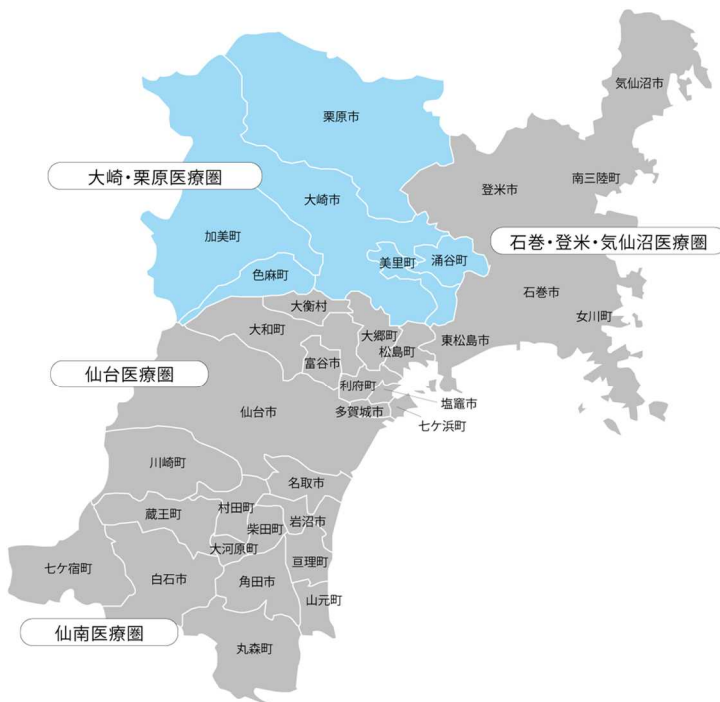 気仙沼市
栗原市
大崎・栗原医療圏
南三陸町
登米市
大崎市
加美町
石巻・登米・気仙沼医療圏
美里町
涌谷町
色麻町
石巻市
大衡村
女川町
大和町
大郷町
東松島市
松島町
富谷市
仙台医療圏
利府町
塩竈市
仙台市
多賀城市
七ケ浜町
川崎町
名取市
村田町
蔵王町
岩沼市
柴田町
大河原町
亘理町
七ケ宿町
白石市
角田市
山元町
仙南医療圏
丸森町